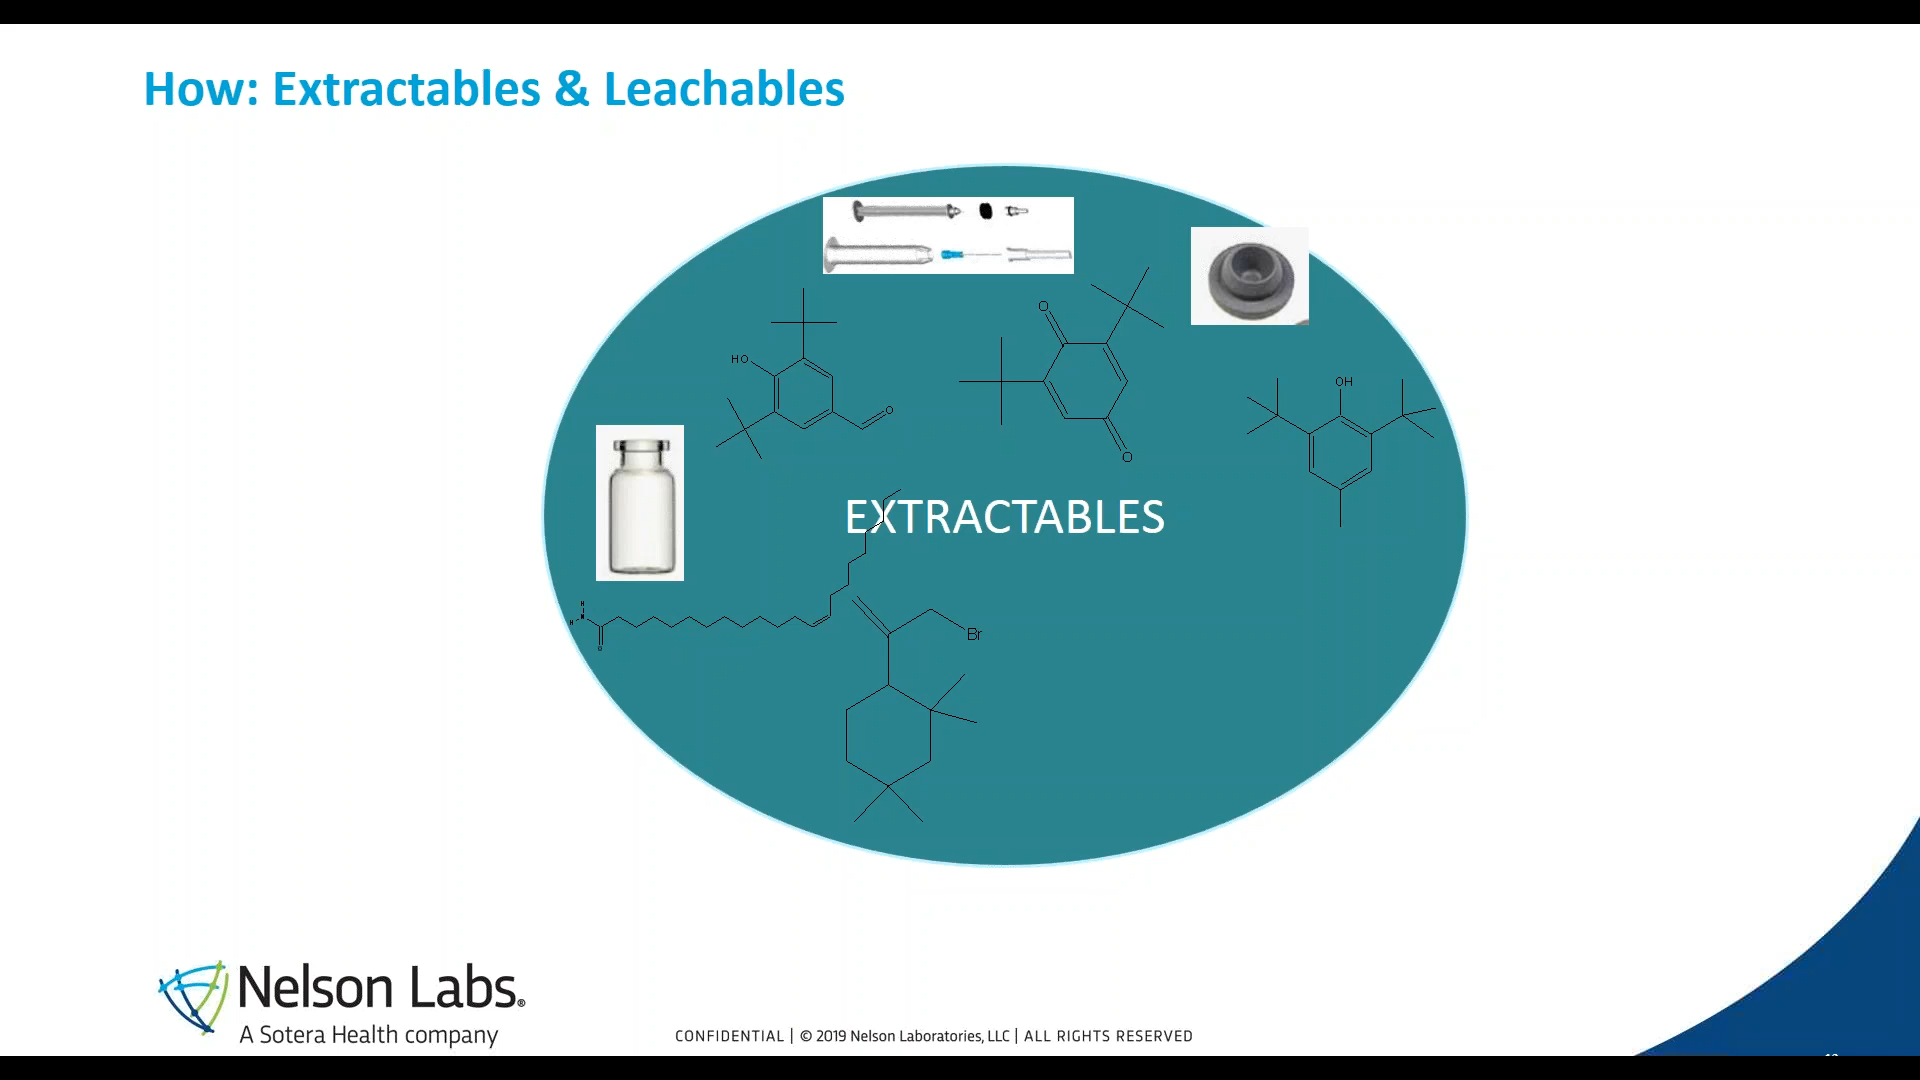 How: Extractables & Leachables
HO
O
O
O
OH
EXTRACTABLES
H
N
H
O
Br
Nelson Labs®
A Sotera Health company
CONFIDENTIAL | © 2019 Nelson Laboratories, LLC | ALL RIGHTS RESERVED